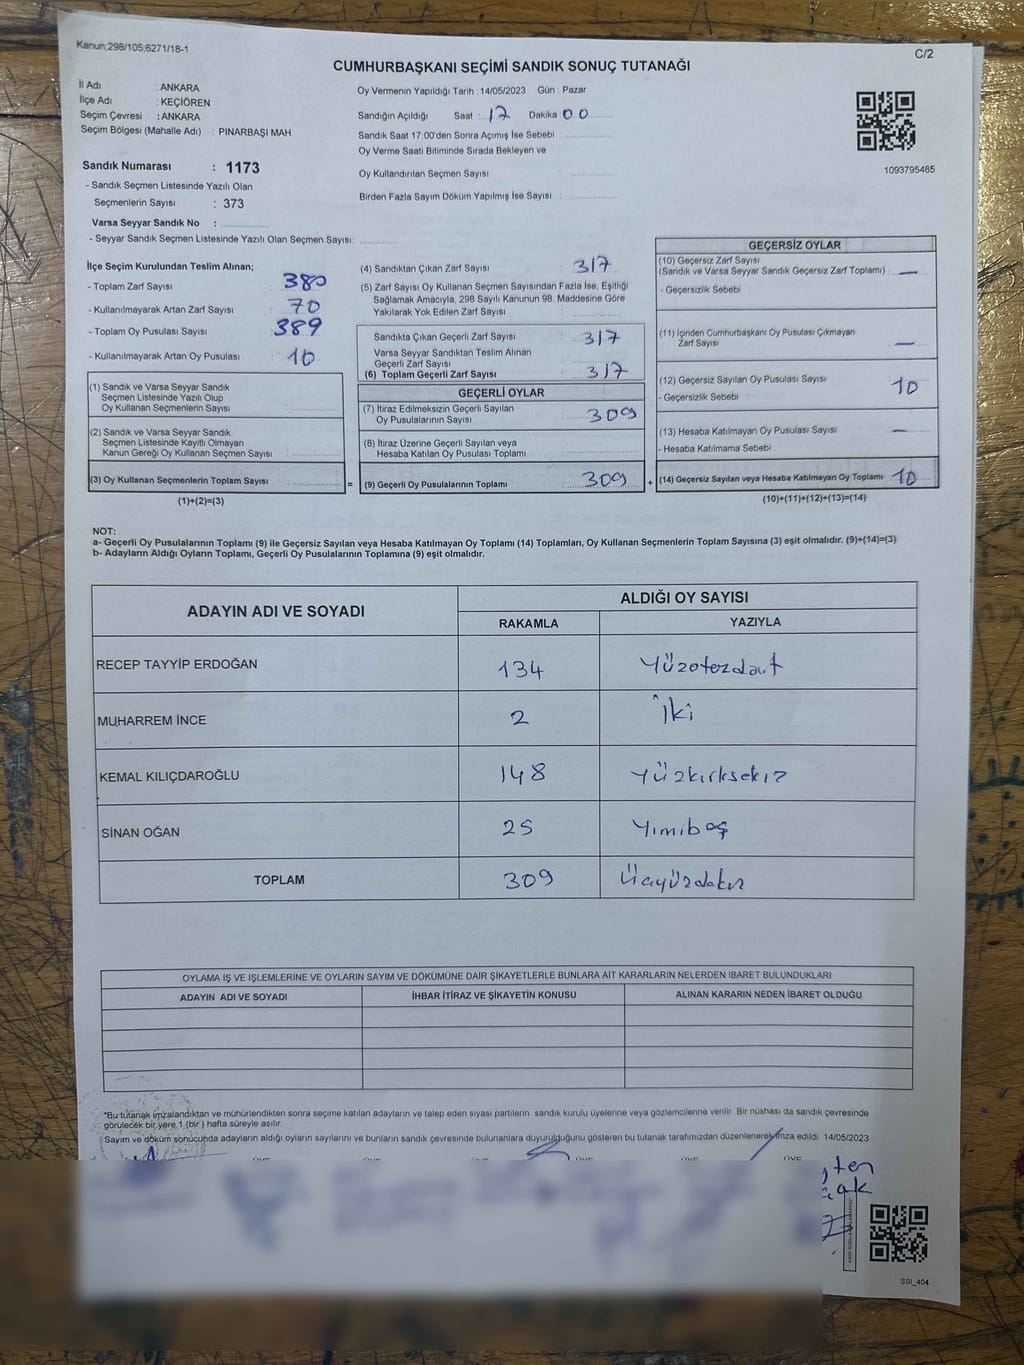 Kanun;298/105;6271/18-1
C/2
CUMHURBAŞKANI SEÇİMİ SANDIK SONUÇ TUTANAĞI
İl Adı : ANKARA
İlçe Adı : KEÇİÖREN
Seçim Çevresi : ANKARA
Seçim Bölgesi (Mahalle Adı) : PINARBAŞI MAH.
Oy Vermenin Yapıldığı Tarih : 14/05/2023 Gün : Pazar
Sandığın Açıldığı Saat : 17 Dakika 00
Sandık Saat 17:00'den Sonra Açımış İse Sebebi :
Oy Verme Saati Bitiminde Sırada Bekleyen ve
Oy Kullandırılan Seçmen Sayısı :
Birden Fazla Sayım Döküm Yapılmış İse Sayısı :
1093795485
Sandık Numarası : 1173
- Sandık Seçmen Listesinde Yazılı Olan
Seçmenlerin Sayısı : 373
Varsa Seyyar Sandık No :
- Seyyar Sandık Seçmen Listesinde Yazılı Olan Seçmen Sayısı:
İlçe Seçim Kurulundan Teslim Alınan;
- Toplam Zarf Sayısı : 380
- Kullanılmayarak Artan Zarf Sayısı : 70
- Toplam Oy Pusulası Sayısı : 389
- Kullanılmayarak Artan Oy Pusulası : 10
(1) Sandık ve Varsa Seyyar Sandık
Seçmen Listesinde Yazılı Olup
Oy Kullanan Seçmenlerin Sayısı :
(2) Sandık ve Varsa Seyyar Sandık
Seçmen Listesinde Kayıtlı Olmayan
Kanun Gereği Oy Kullanan Seçmen Sayısı :
(3) Oy Kullanan Seçmenlerin Toplam Sayısı :
(1)+(2)=(3)
=
(4) Sandıktan Çıkan Zarf Sayısı : 317
(5) Zarf Sayısı Oy Kullanan Seçmen Sayısından Fazla İse, Eşitliği
Sağlamak Amacıyla, 298 Sayılı Kanunun 98. Maddesine Göre
Yakılarak Yok Edilen Zarf Sayısı :
Sandıkta Çıkan Geçerli Zarf Sayısı : 317
Varsa Seyyar Sandıktan Teslim Alınan
Geçerli Zarf Sayısı :
(6) Toplam Geçerli Zarf Sayısı : 317
GEÇERLİ OYLAR
(7) İtiraz Edilmeksizin Geçerli Sayılan
Oy Pusulalarının Sayısı : 309
(8) İtiraz Üzerine Geçerli Sayılan veya
Hesaba Katılan Oy Pusulası Toplamı :
(9) Geçerli Oy Pusulalarının Toplamı : 309
+
GEÇERSİZ OYLAR
(10) Geçersiz Zarf Sayısı
(Sandık ve Varsa Seyyar Sandık Geçersiz Zarf Toplamı) : —
- Geçersizlik Sebebi :
(11) İçinden Cumhurbaşkanı Oy Pusulası Çıkmayan
Zarf Sayısı : —
(12) Geçersiz Sayılan Oy Pusulası Sayısı : 10
- Geçersizlik Sebebi :
(13) Hesaba Katılmayan Oy Pusulası Sayısı : —
- Hesaba Katılmama Sebebi :
(14) Geçersiz Sayılan veya Hesaba Katılmayan Oy Toplamı : 10
(10)+(11)+(12)+(13)=(14)
NOT:
a- Geçerli Oy Pusulalarının Toplamı (9) ile Geçersiz Sayılan veya Hesaba Katılmayan Oy Toplamı (14) Toplamları, Oy Kullanan Seçmenlerin Toplam Sayısına (3) eşit olmalıdır. (9)+(14)=(3)
b- Adayların Aldığı Oyların Toplamı, Geçerli Oy Pusulalarının Toplamına (9) eşit olmalıdır.
ADAYIN ADI VE SOYADI
ALDIĞI OY SAYISI
RAKAMLA YAZIYLA
RECEP TAYYİP ERDOĞAN 134 Yüzotuzdört
MUHARREM İNCE 2 İki
KEMAL KILIÇDAROĞLU 148 Yüzkırksekiz
SİNAN OĞAN 25 Yımibeş
TOPLAM 309 Üçyüzdokuz
OYLAMA İŞ VE İŞLEMLERİNE VE OYLARIN SAYIM VE DÖKÜMÜNE DAİR ŞİKAYETLERLE BUNLARA AİT KARARLARIN NELERDEN İBARET BULUNDUKLARI
ADAYIN ADI VE SOYADI İHBAR İTİRAZ VE ŞİKAYETİN KONUSU ALINAN KARARIN NEDEN İBARET OLDUĞU
*Bu tutanak imzalandıktan ve mühürlendikten sonra seçime katılan adayların ve talep eden siyasi partilerin sandık kurulu üyelerine veya gözlemcilerine verilir. Bir nüshası da sandık çevresinde
görülecek bir yere 1 (bir) hafta süreyle asılır.
Sayım ve döküm sonucunda adayların aldığı oyların sayılarını ve bunların sandık çevresinde bulunanlara duyurulduğunu gösteren bu tutanak tarafımızdan düzenlenerek imza edildi. 14/05/2023
SSI_404